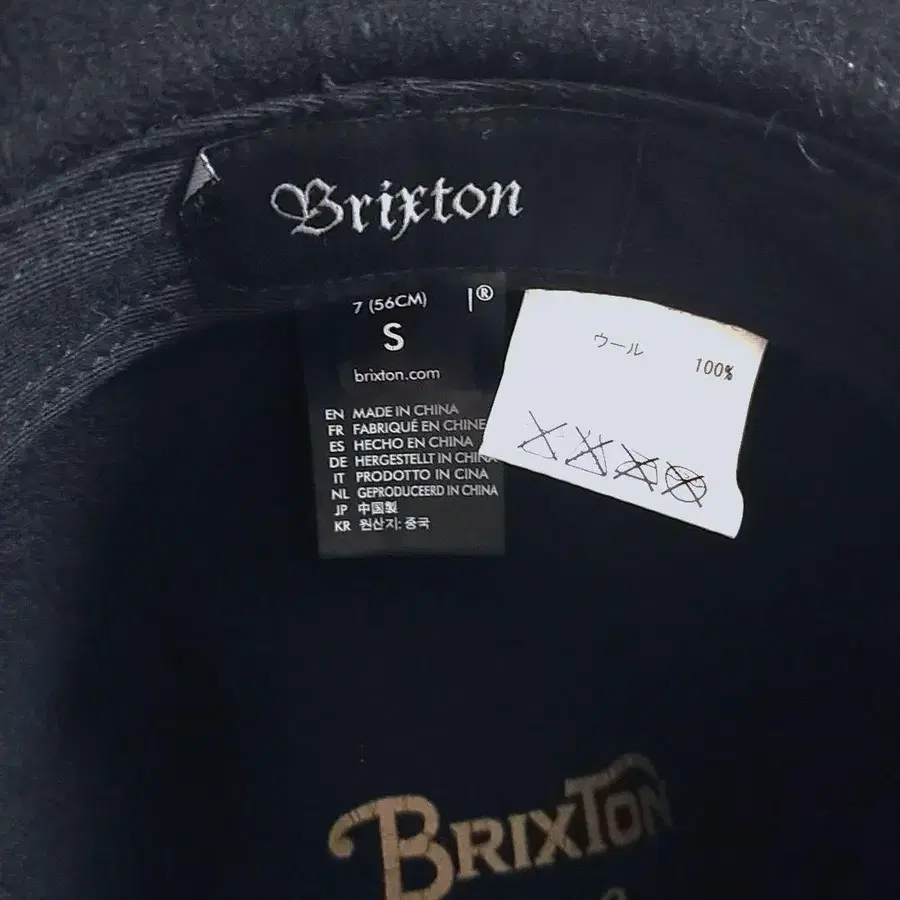 Brixton
7 (56CM)
|®
S
brixton.com
EN MADE IN CHINA
FR FABRIQUÉ EN CHINE
ES HECHO EN CHINA
DE HERGESTELLT IN CHINA
IT PRODOTTO IN CINA
NL GEPRODUCEERD IN CHINA
JP 中国製
KR 원산지: 중국
ウール 100%
BRIXTON